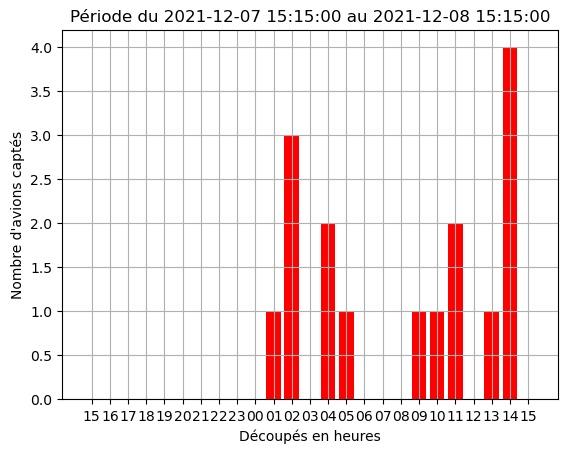 Période du 2021-12-07 15:15:00 au 2021-12-08 15:15:00
Nombre d'avions captés
4.0
3.5
3.0
2.5
2.0
1.5
1.0
0.5
0.0
15 16 17 18 19 20 21 22 23 00 01 02 03 04 05 06 07 08 09 10 11 12 13 14 15
Découpés en heures